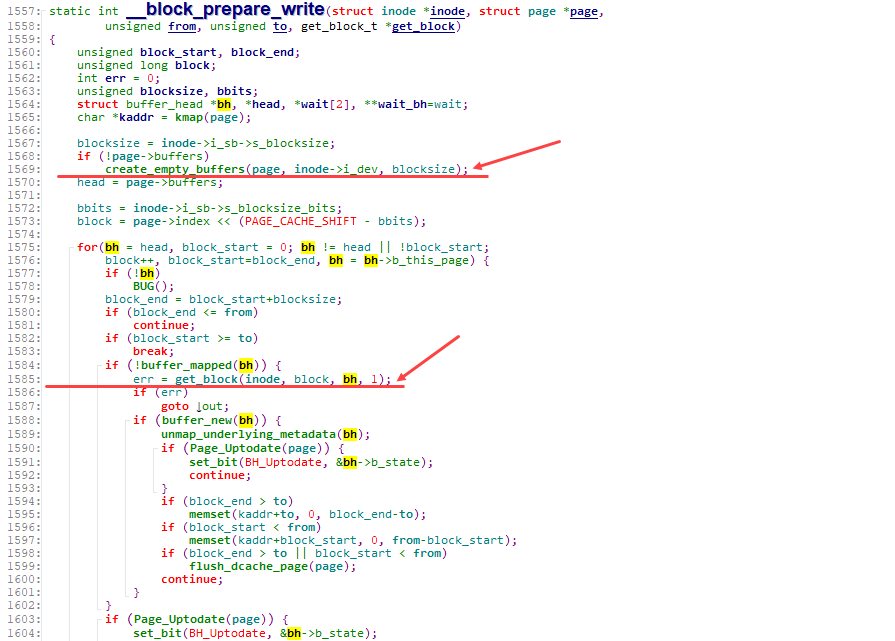 1557: static int __block_prepare_write(struct inode *inode, struct page *page,
1558:         unsigned from, unsigned to, get_block_t *get_block)
1559: {
1560:     unsigned block_start, block_end;
1561:     unsigned long block;
1562:     int err = 0;
1563:     unsigned blocksize, bbits;
1564:     struct buffer_head *bh, *head, *wait[2], **wait_bh=wait;
1565:     char *kaddr = kmap(page);
1566:
1567:     blocksize = inode->i_sb->s_blocksize;
1568:     if (!page->buffers)
1569:         create_empty_buffers(page, inode->i_dev, blocksize);
1570:     head = page->buffers;
1571:
1572:     bbits = inode->i_sb->s_blocksize_bits;
1573:     block = page->index << (PAGE_CACHE_SHIFT - bbits);
1574:
1575:     for(bh = head, block_start = 0; bh != head || !block_start;
1576:         block++, block_start=block_end, bh = bh->b_this_page) {
1577:         if (!bh)
1578:             BUG();
1579:         block_end = block_start+blocksize;
1580:         if (block_end <= from)
1581:             continue;
1582:         if (block_start >= to)
1583:             break;
1584:         if (!buffer_mapped(bh)) {
1585:             err = get_block(inode, block, bh, 1);
1586:             if (err)
1587:                 goto ↓out;
1588:             if (buffer_new(bh)) {
1589:                 unmap_underlying_metadata(bh);
1590:                 if (Page_Uptodate(page)) {
1591:                     set_bit(BH_Uptodate, &bh->b_state);
1592:                     continue;
1593:                 }
1594:                 if (block_end > to)
1595:                     memset(kaddr+to, 0, block_end-to);
1596:                 if (block_start < from)
1597:                     memset(kaddr+block_start, 0, from-block_start);
1598:                 if (block_end > to || block_start < from)
1599:                     flush_dcache_page(page);
1600:                 continue;
1601:             }
1602:         }
1603:         if (Page_Uptodate(page)) {
1604:             set_bit(BH_Uptodate, &bh->b_state);